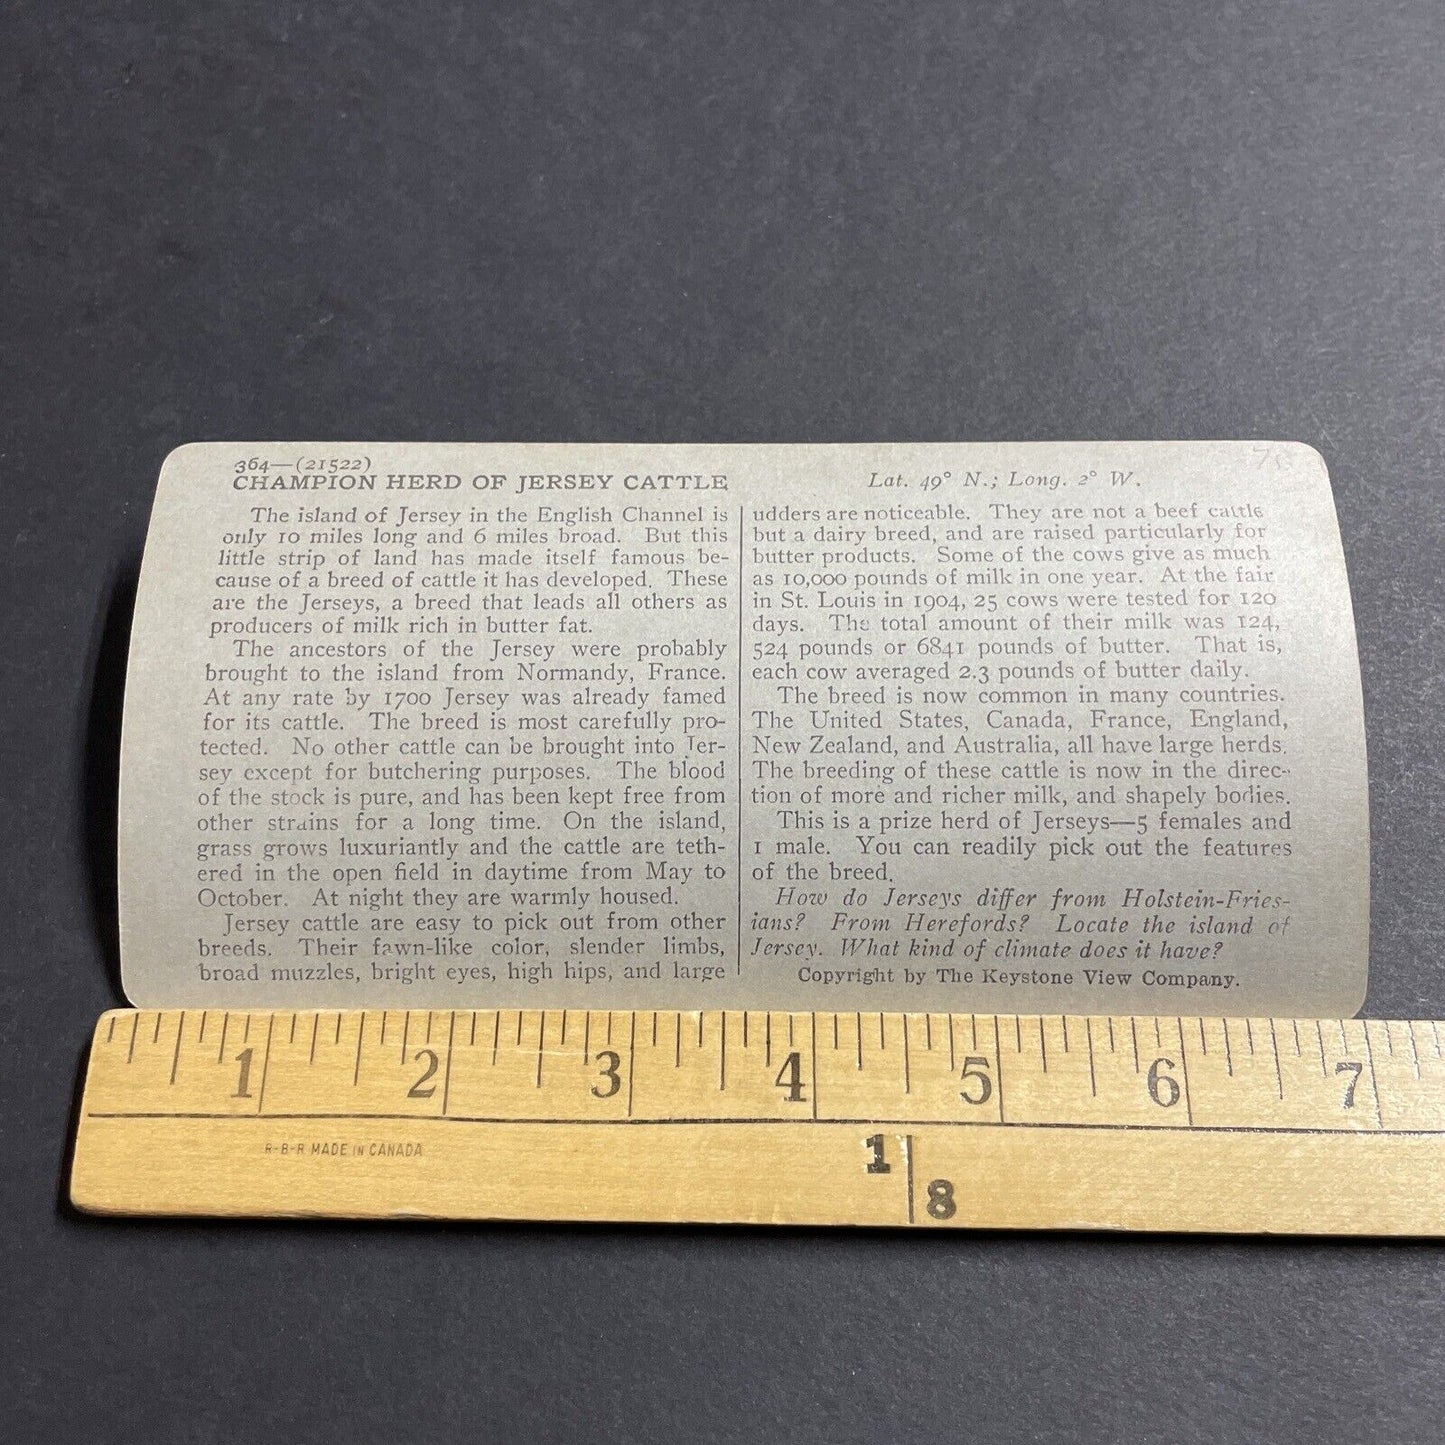 364—(21522)
CHAMPION HERD OF JERSEY CATTLE
Lat. 49° N.; Long. 2° W.
The island of Jersey in the English Channel is
only 10 miles long and 6 miles broad. But this
little strip of land has made itself famous be-
cause of a breed of cattle it has developed. These
are the Jerseys, a breed that leads all others as
producers of milk rich in butter fat.
The ancestors of the Jersey were probably
brought to the island from Normandy, France.
At any rate by 1700 Jersey was already famed
for its cattle. The breed is most carefully pro-
tected. No other cattle can be brought into Jer-
sey except for butchering purposes. The blood
of the stock is pure, and has been kept free from
other strains for a long time. On the island,
grass grows luxuriantly and the cattle are teth-
ered in the open field in daytime from May to
October. At night they are warmly housed.
Jersey cattle are easy to pick out from other
breeds. Their fawn-like color, slender limbs,
broad muzzles, bright eyes, high hips, and large
udders are noticeable. They are not a beef cattle
but a dairy breed, and are raised particularly for
butter products. Some of the cows give as much
as 10,000 pounds of milk in one year. At the fair
in St. Louis in 1904, 25 cows were tested for 120
days. The total amount of their milk was 124,
524 pounds or 6841 pounds of butter. That is,
each cow averaged 2.3 pounds of butter daily.
The breed is now common in many countries.
The United States, Canada, France, England,
New Zealand, and Australia, all have large herds.
The breeding of these cattle is now in the direc-
tion of more and richer milk, and shapely bodies.
This is a prize herd of Jerseys—5 females and
1 male. You can readily pick out the features
of the breed.
How do Jerseys differ from Holstein-Fries-
ians? From Herefords? Locate the island of
Jersey. What kind of climate does it have?
Copyright by The Keystone View Company.
1 2 3 4 5 6 7
R-B-R MADE IN CANADA
1
8